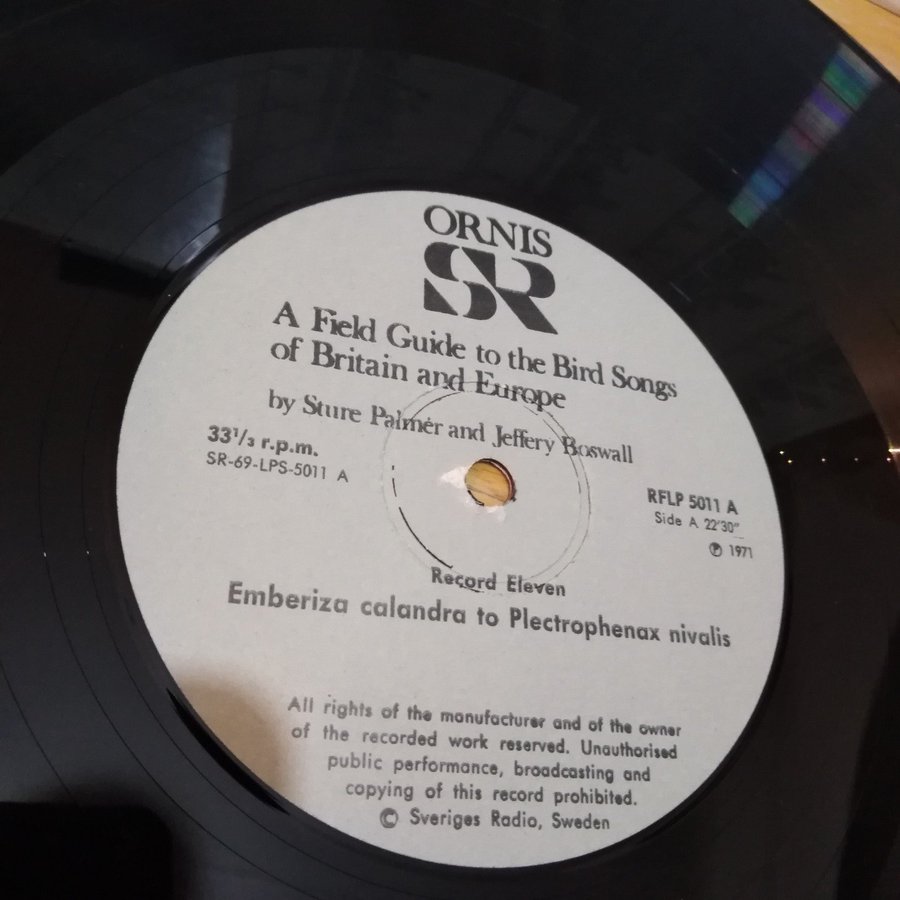 ORNIS
SR
A Field Guide to the Bird Songs
of Britain and Europe
by Sture Palmér and Jeffery Boswall
33 1/3 r.p.m.
SR-69-LPS-5011 A
RFLP 5011 A
Side A 22'30"
℗ 1971
Record Eleven
Emberiza calandra to Plectrophenax nivalis
All rights of the manufacturer and of the owner
of the recorded work reserved. Unauthorised
public performance, broadcasting and
copying of this record prohibited.
© Sveriges Radio, Sweden